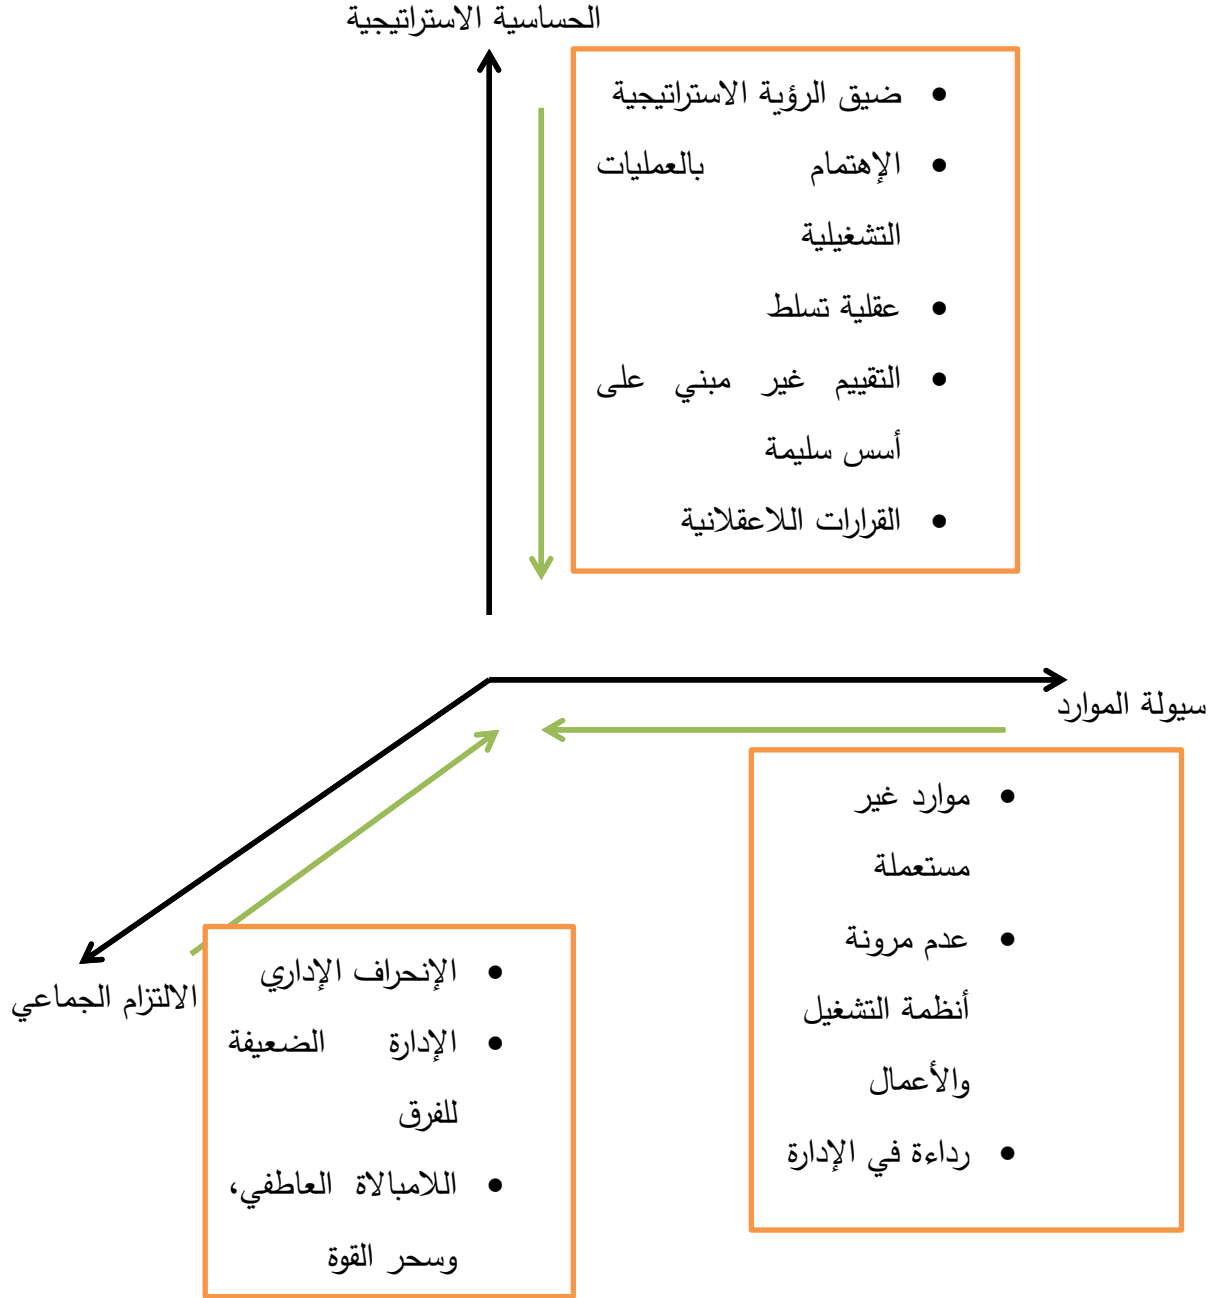 الحساسية الاستراتيجية
• ضيق الرؤية الاستراتيجية
• الإهتمام بالعمليات
التشغيلية
• عقلية تسلط
• التقييم غير مبني على
أسس سليمة
• القرارات اللاعقلانية
سيولة الموارد
• موارد غير
مستعملة
• عدم مرونة
أنظمة التشغيل
والأعمال
• رداءة في الإدارة
الالتزام الجماعي
• الإنحراف الإداري
• الإدارة الضعيفة
للفرق
• اللامبالاة العاطفي،
وسحر القوة